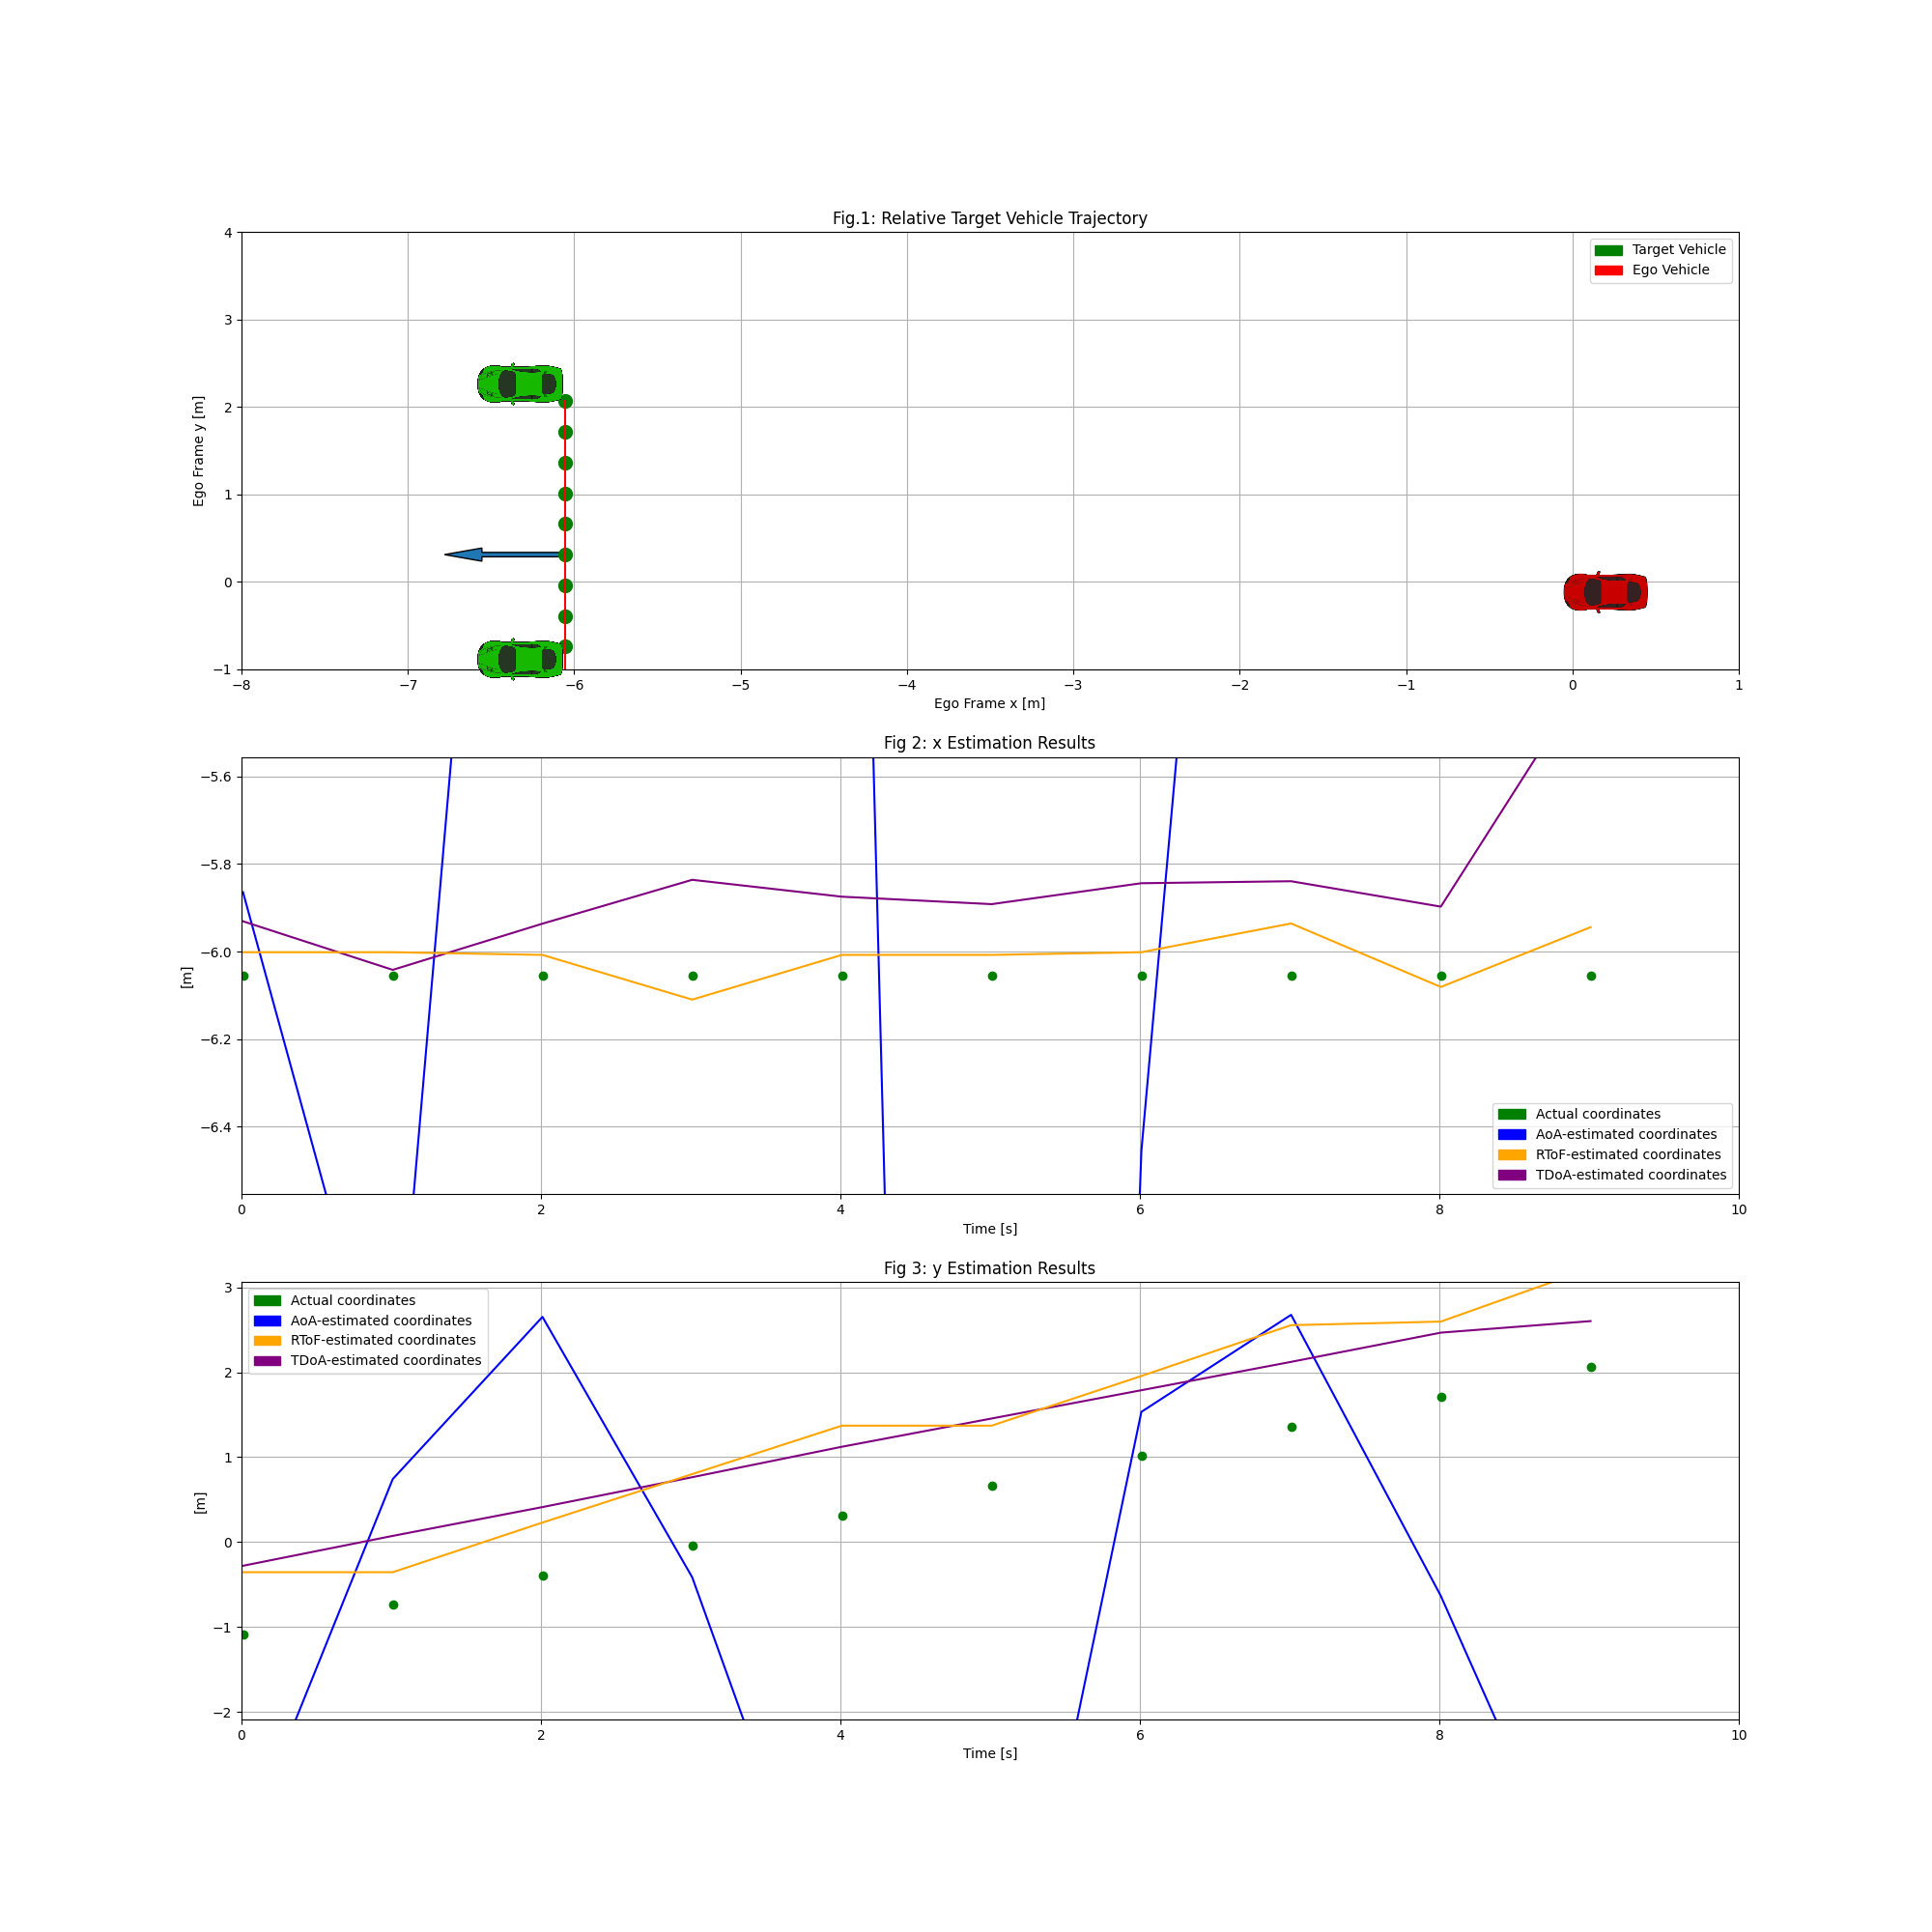 Fig.1: Relative Target Vehicle Trajectory
4
3
2
1
0
−1
Ego Frame y [m]
Target Vehicle
Ego Vehicle
−8 −7 −6 −5 −4 −3 −2 −1 0 1
Ego Frame x [m]
Fig 2: x Estimation Results
−5.6
−5.8
−6.0
−6.2
−6.4
[m]
Actual coordinates
AoA-estimated coordinates
RToF-estimated coordinates
TDoA-estimated coordinates
0 2 4 6 8 10
Time [s]
Fig 3: y Estimation Results
3
2
1
0
−1
−2
[m]
Actual coordinates
AoA-estimated coordinates
RToF-estimated coordinates
TDoA-estimated coordinates
0 2 4 6 8 10
Time [s]